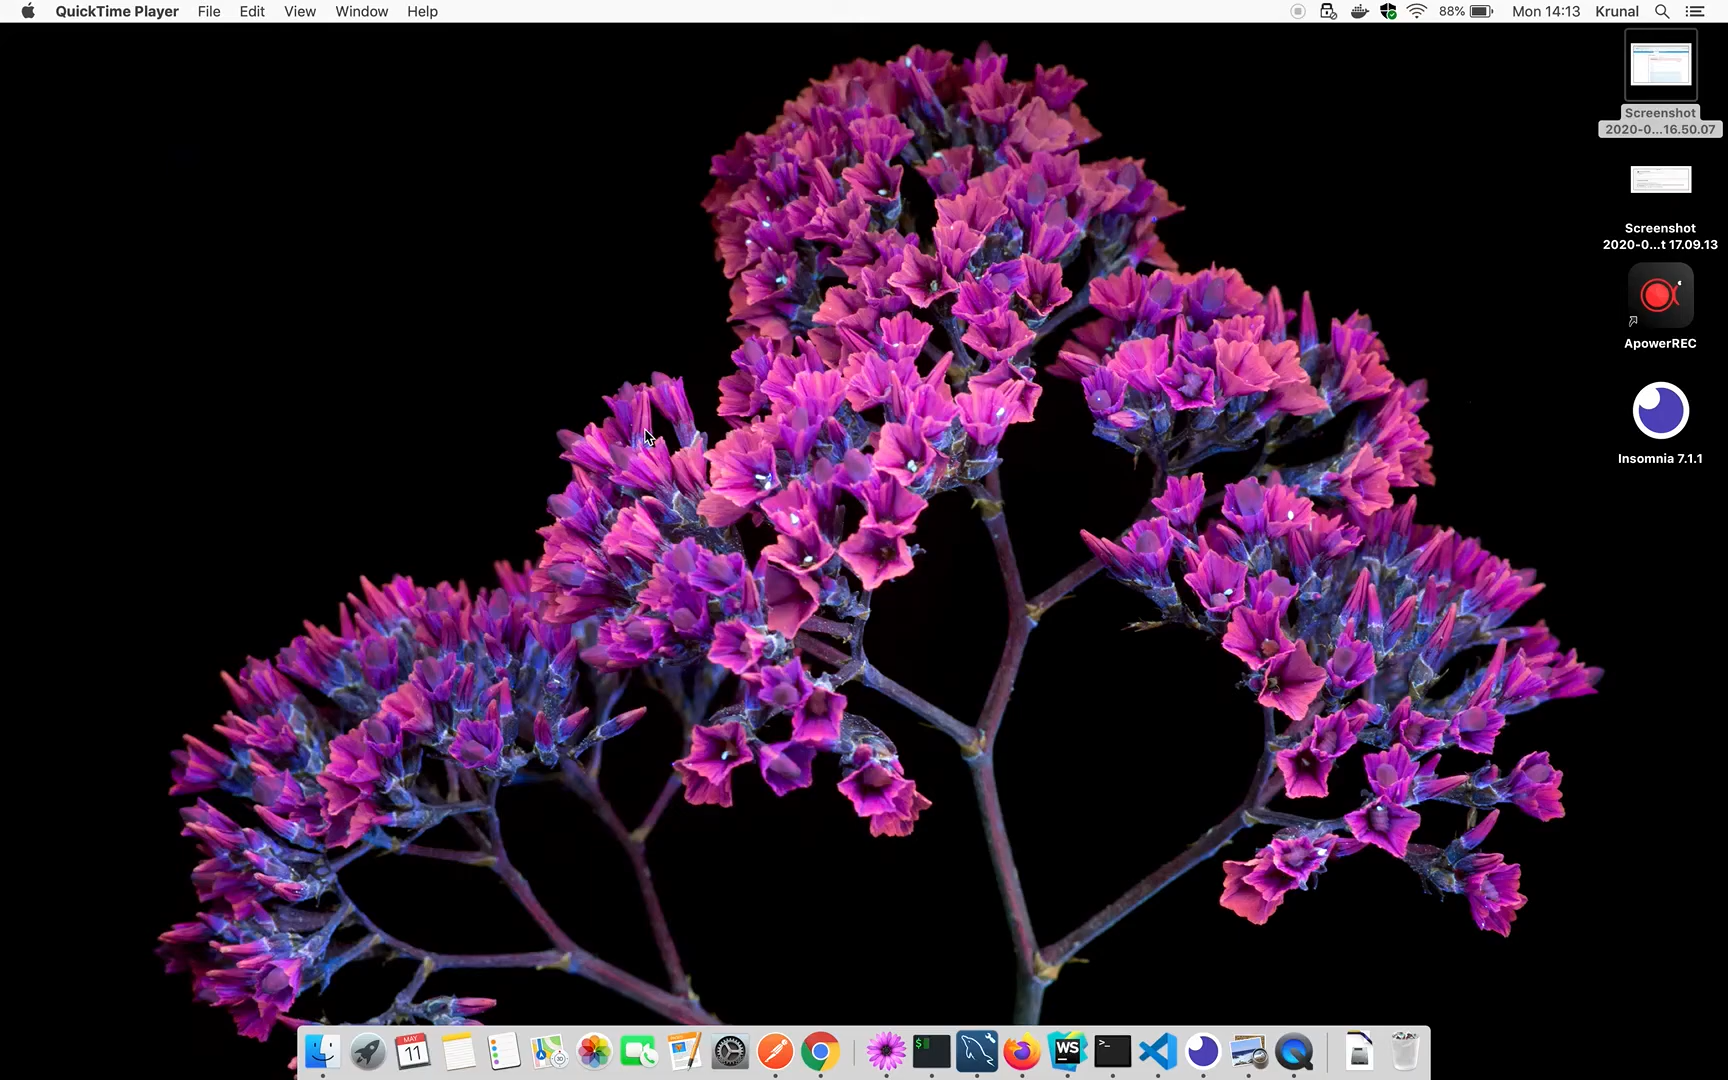 QuickTime Player File Edit View Window Help 88% Mon 14:13 Krunal
Screenshot
2020-0...16.50.07
Screenshot
2020-0...t 17.09.13
ApowerREC
Insomnia 7.1.1
MAY
11
$
WS
>_